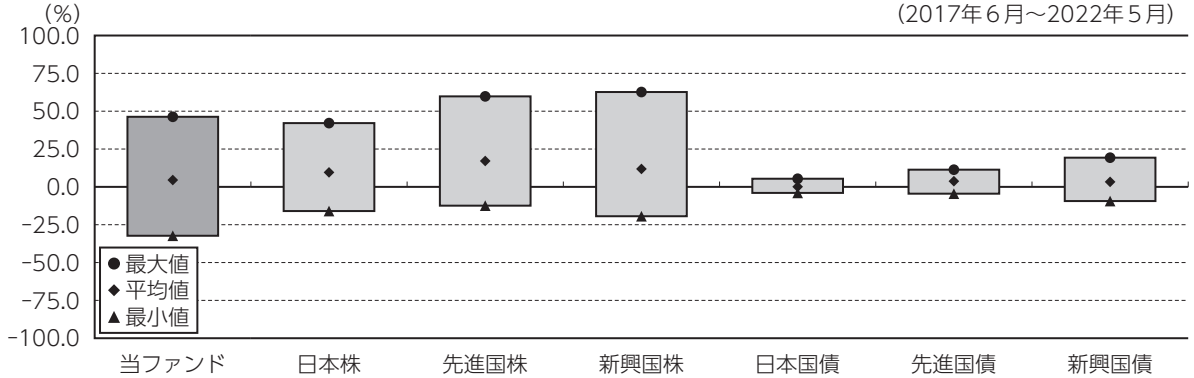 (%)
(2017年6月～2022年5月)
100.0
75.0
50.0
25.0
0.0
-25.0
-50.0
-75.0
-100.0
●最大値
◆平均値
▲最小値
当ファンド 日本株 先進国株 新興国株 日本国債 先進国債 新興国債